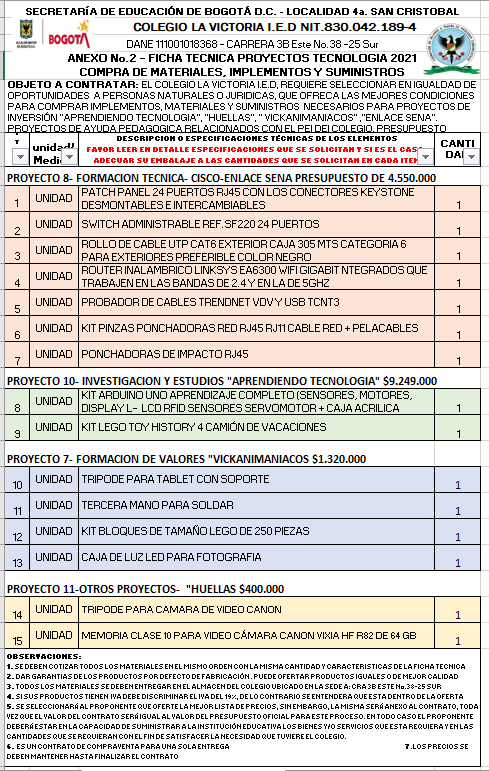 SECRETARÍA DE EDUCACIÓN DE BOGOTÁ D.C. - LOCALIDAD 4a. SAN CRISTOBAL
COLEGIO LA VICTORIA I.E.D NIT.830.042.189-4
BOGOTÁ
DANE 111001018368 - CARRERA 3B Este No.38 -25 Sur
ANEXO No.2 - FICHA TECNICA PROYECTOS TECNOLOGIA 2021
COMPRA DE MATERIALES, IMPLEMENTOS Y SUMINISTROS
OBJETO A CONTRATAR: EL COLEGIO LA VICTORIA I.E.D, REQUIERE SELECCIONAR EN IGUALDAD DE
OPORTUNIDADES A PERSONAS NATURALES O JURIDICAS, QUE OFREZCA LAS MEJORES CONDICIONES
PARA COMPRAR IMPLEMENTOS, MATERIALES Y SUMINISTROS NECESARIOS PARA PROYECTOS DE
INVERSIÓN "APRENDIENDO TECNOLOGIA", "HUELLAS", " VICKANIMANIACOS" ,"ENLACE SENA".
PROYECTOS DE AYUDA PEDAGOGICA RELACIONADOS CON EL PEI DEL COLEGIO. PRESUPUESTO
DESCRIPCION O ESPECIFICACIONES TÉCNICAS DE LOS ELEMENTOS
FAVOR LEER EN DETALLE ESPECIFICACIONES QUE SE SOLICITAN Y SI ES EL CASO
ADECUAR SU EMBALAJE A LAS CANTIDADES QUE SE SOLICITAN EN CADA ITEM
unidad/
Medi
CANTI
DAD
PROYECTO 8- FORMACION TECNICA- CISCO-ENLACE SENA PRESUPUESTO DE 4.550.000
1 UNIDAD PATCH PANEL 24 PUERTOS RJ45 CON LOS CONECTORES KEYSTONE
DESMONTABLES E INTERCAMBIABLES 1
2 UNIDAD SWITCH ADMINISTRABLE REF.SF220 24 PUERTOS 1
3 UNIDAD ROLLO DE CABLE UTP CAT6 EXTERIOR CAJA 305 MTS CATEGORIA 6
PARA EXTERIORES PREFERIBLE COLOR NEGRO 1
4 UNIDAD ROUTER INALAMBRICO LINKSYS EA6300 WIFI GIGABIT NTEGRADOS QUE
TRABAJEN EN LAS BANDAS DE 2.4 Y EN LA DE 5GHZ 1
5 UNIDAD PROBADOR DE CABLES TRENDNET VDV Y USB TCNT3 1
6 UNIDAD KIT PINZAS PONCHADORAS RED RJ45 RJ11 CABLE RED + PELACABLES 1
7 UNIDAD PONCHADORAS DE IMPACTO RJ45 1
PROYECTO 10- INVESTIGACION Y ESTUDIOS "APRENDIENDO TECNOLOGIA" $9.249.000
8 UNIDAD KIT ARDUINO UNO APRENDIZAJE COMPLETO (SENSORES, MOTORES,
DISPLAY L- LCD RFID SENSORES SERVOMOTOR + CAJA ACRILICA 1
9 UNIDAD KIT LEGO TOY HISTORY 4 CAMIÓN DE VACACIONES 1
PROYECTO 7- FORMACION DE VALORES "VICKANIMANIACOS $1.320.000
10 UNIDAD TRIPODE PARA TABLET CON SOPORTE 1
11 UNIDAD TERCERA MANO PARA SOLDAR 1
12 UNIDAD KIT BLOQUES DE TAMAÑO LEGO DE 250 PIEZAS 1
13 UNIDAD CAJA DE LUZ LED PARA FOTOGRAFIA 1
PROYECTO 11-OTROS PROYECTOS- "HUELLAS $400.000
14 UNIDAD TRIPODE PARA CAMARA DE VIDEO CANON 1
15 UNIDAD MEMORIA CLASE 10 PARA VIDEO CÁMARA CANON VIXIA HF R82 DE 64 GB 1
OBSERVACIONES:
1. SE DEBEN COTIZAR TODOS LOS MATERIALES EN EL MISMO ORDEN CON LA MISMA CANTIDAD Y CARACTERISTICAS DE LA FICHA TECNICA
2. DAR GARANTIAS DE LOS PRODUCTOS POR DEFECTO DE FABRICACIÓN. PUEDE OFERTAR PRODUCTOS IGUALES O DE MEJOR CALIDAD
3. TODOS LOS MATERIALES SE DEBEN ENTREGAR EN EL ALMACEN DEL COLEGIO UBICADO EN LA SEDE A: CRA 3B ESTE No.38-25 SUR
4. SI SUS PRODUCTOS TIENEN IVA DEBE DISCRIMINAR EL IVA DEL 19%, DE LO CONTRARIO SE ENTENDERA QUE ESTA DENTRO DE LA OFERTA
5. SE SELECCIONARÁ AL PROPONENTE QUE OFERTE LA MEJOR LISTA DE PRECIOS, SIN EMBARGO, LA MISMA SERÁ ANEXO AL CONTRATO, TODA
VEZ QUE EL VALOR DEL CONTRATO SERÁ IGUAL AL VALOR DEL PRESUPUESTO OFICIAL PARA ESTE PROCESO. EN TODO CASO EL PROPONENTE
DEBERÁ ESTAR EN LA CAPACIDAD DE SUMINISTRAR A LA INSTITUCIÓN EDUCATIVA LOS BIENES Y/O SERVICIOS QUE ESTA REQUIERA Y EN LAS
CANTIDADES QUE SE REQUIERAN CON EL FIN DE SATISFACER LA NECESIDAD QUE TUVIERE EL COLEGIO.
6. ES UN CONTRATO DE COMPRAVENTA PARA UNA SOLA ENTREGA 7. LOS PRECIOS SE
DEBEN MANTENER HASTA FINALIZAR EL CONTRATO